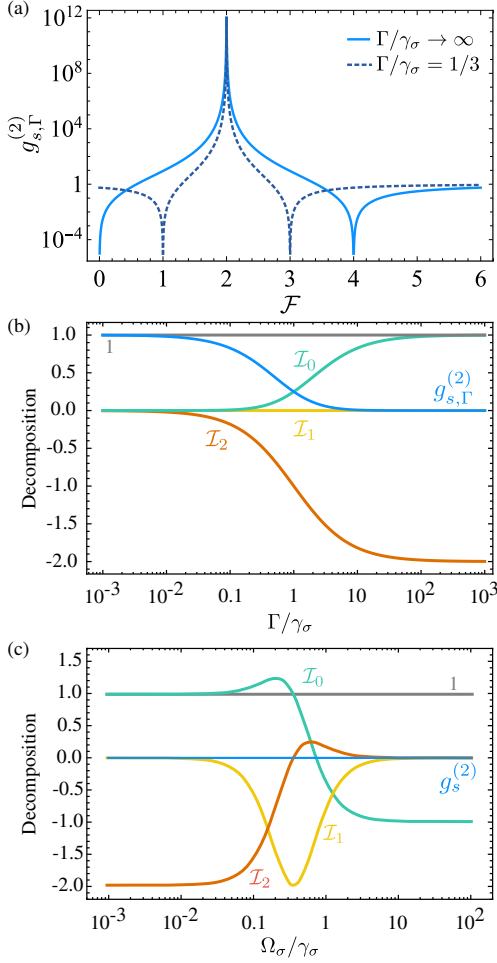 (a)
10^12
10^8
10^4
1
10^-4
g_{s,Γ}^{(2)}
Γ/γ_σ → ∞
Γ/γ_σ = 1/3
0 1 2 3 4 5 6
ℱ
(b)
1.0
0.5
0.0
-0.5
-1.0
-1.5
-2.0
Decomposition
1
ℐ_0
g_{s,Γ}^{(2)}
ℐ_1
ℐ_2
10^-3 10^-2 0.1 1 10 10^2 10^3
Γ/γ_σ
(c)
1.5
1.0
0.5
0.0
-0.5
-1.0
-1.5
-2.0
Decomposition
ℐ_0
1
g_s^{(2)}
ℐ_1
ℐ_2
10^-3 10^-2 0.1 1 10 10^2
Ω_σ/γ_σ